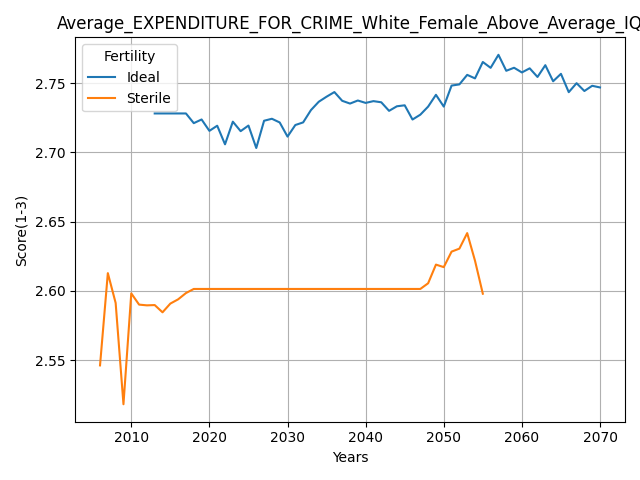 Average_EXPENDITURE_FOR_CRIME_White_Female_Above_Average_IQ
Fertility
Ideal
Sterile
2.75
2.70
2.65
2.60
2.55
Score(1-3)
2010 2020 2030 2040 2050 2060 2070
Years